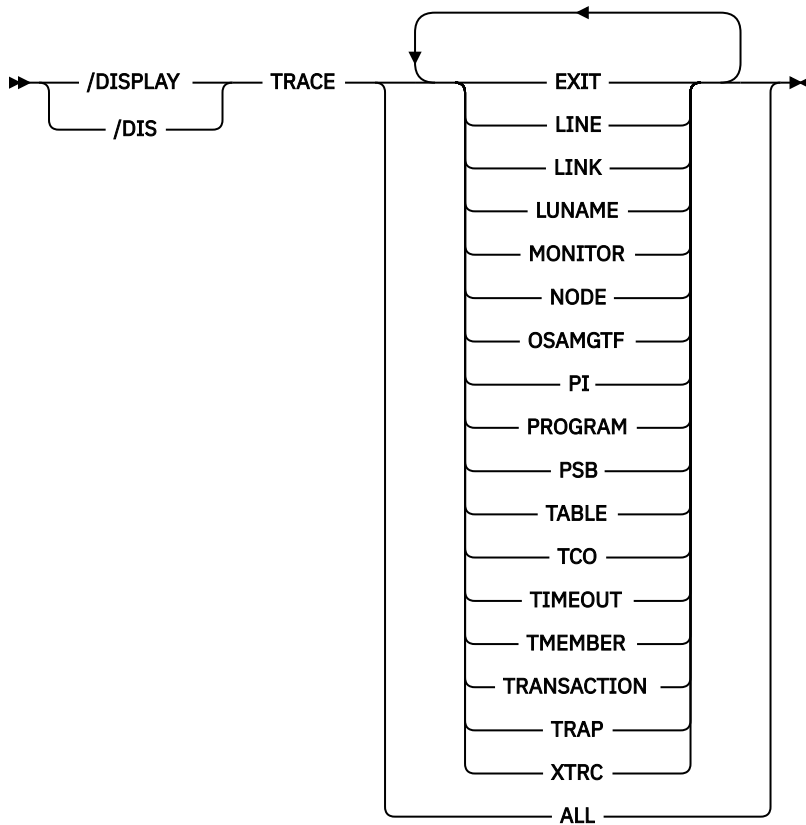 /DISPLAY TRACE EXIT
/DIS LINE
LINK
LUNAME
MONITOR
NODE
OSAMGTF
PI
PROGRAM
PSB
TABLE
TCO
TIMEOUT
TMEMBER
TRANSACTION
TRAP
XTRC
ALL